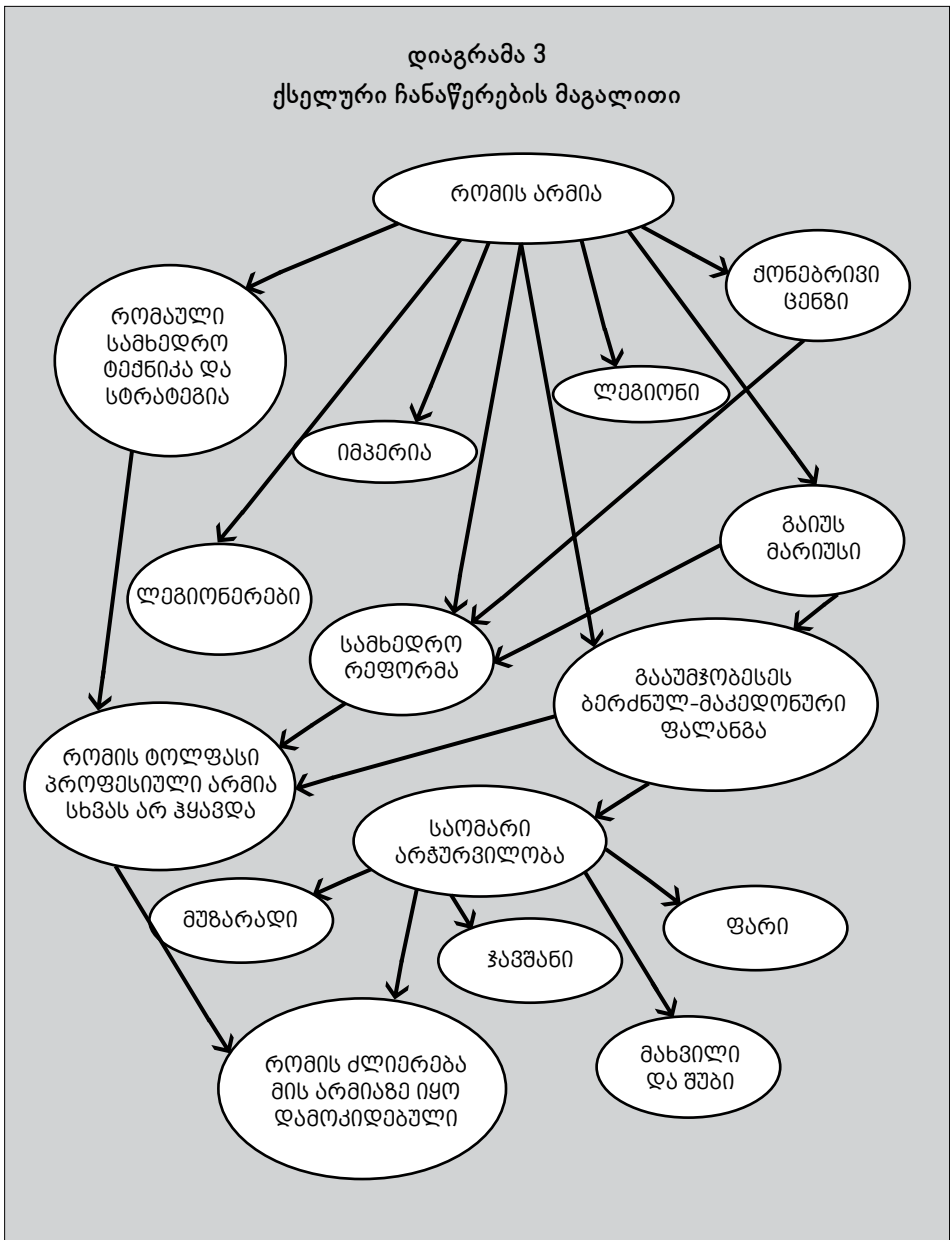 დიაგრამა 3
ქსელური ჩანაწერების მაგალითი
რომის არმია
ქონებრივი
ცენზი
რომაული
სამხედრო
ტექნიკა და
სტრატეგია
ლეგიონი
იმპერია
გაიუს
მარიუსი
ლეგიონერები
სამხედრო
რეფორმა
გააუმჯობესეს
ბერძნულ-მაკედონური
ფალანგა
რომის ტოლფასი
პროფესიული არმია
სხვას არ ჰყავდა
საომარი
არჭურვილობა
მუზარადი
ფარი
ჯავშანი
მახვილი
და შუბი
რომის ძლიერება
მის არმიაზე იყო
დამოკიდებული